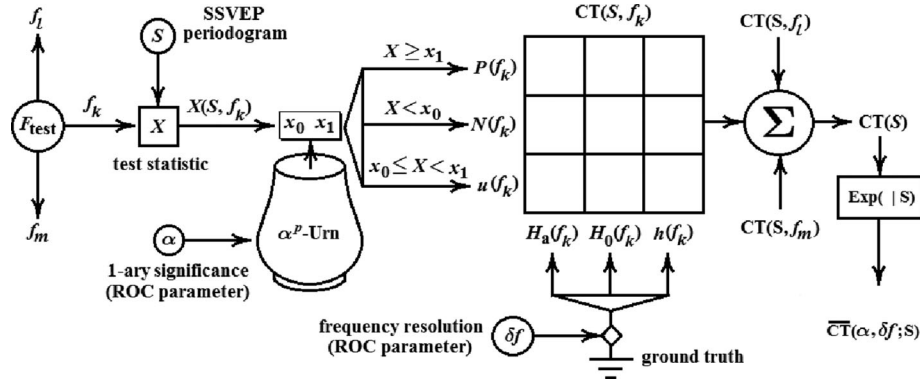 f_l
SSVEP
periodogram
S
F_test
f_k
X
X(S, f_k)
test statistic
x_0 x_1
X ≥ x_1
P(f_k)
X < x_0
N(f_k)
x_0 ≤ X < x_1
u(f_k)
f_m
α
α^p-Urn
1-ary significance
(ROC parameter)
CT(S, f_k)
H_a(f_k) H_0(f_k) h(f_k)
frequency resolution
(ROC parameter)
δf
ground truth
CT(S, f_l)
Σ
CT(S)
CT(S, f_m)
Exp( | S)
C̅T̅(α, δf; S)